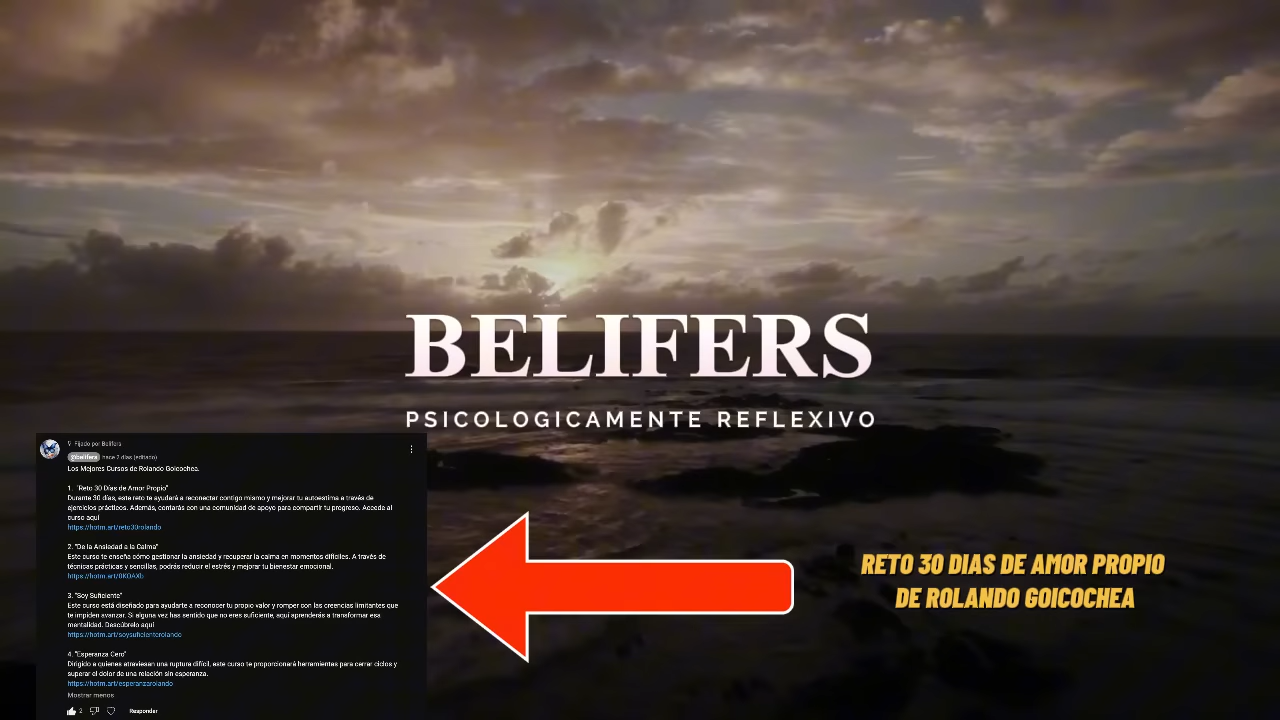 BELIFERS
PSICOLOGICAMENTE REFLEXIVO
Fijado por Belifers
@belifers hace 2 días (editado)
Los Mejores Cursos de Rolando Goicochea.
1. "Reto 30 Días de Amor Propio"
Durante 30 días, este reto te ayudará a reconectar contigo mismo y mejorar tu autoestima a través de
ejercicios prácticos. Además, contarás con una comunidad de apoyo para compartir tu progreso. Accede al
curso aquí
https://hotm.art/reto30rolando
2. "De la Ansiedad a la Calma"
Este curso te enseña cómo gestionar la ansiedad y recuperar la calma en momentos difíciles. A través de
técnicas prácticas y sencillas, podrás reducir el estrés y mejorar tu bienestar emocional.
https://hotm.art/0KOAXb
3. "Soy Suficiente"
Este curso está diseñado para ayudarte a reconocer tu propio valor y romper con las creencias limitantes que
te impiden avanzar. Si alguna vez has sentido que no eres suficiente, aquí aprenderás a transformar esa
mentalidad. Descúbrelo aquí
https://hotm.art/soysuficienterolando
4. "Esperanza Cero"
Dirigido a quienes atraviesan una ruptura difícil, este curso te proporcionará herramientas para cerrar ciclos y
superar el dolor de una relación sin esperanza.
https://hotm.art/esperanzarolando
Mostrar menos
2 Responder
RETO 30 DIAS DE AMOR PROPIO
DE ROLANDO GOICOCHEA